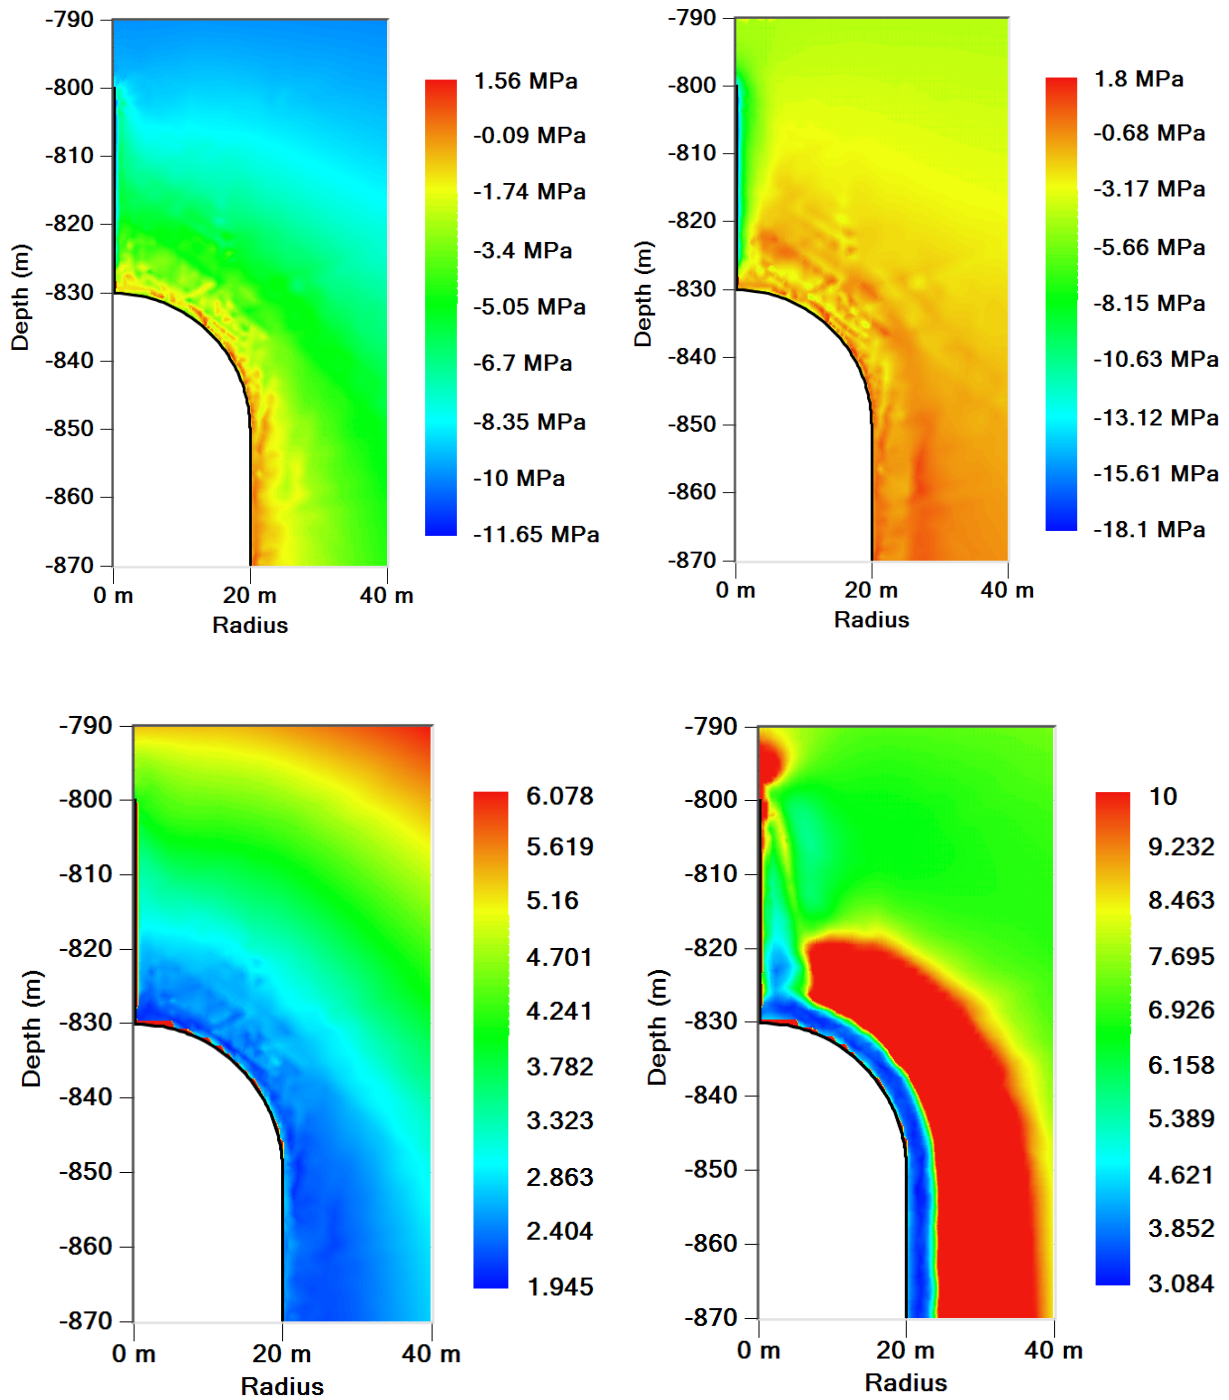 -790
-800
-810
-820
-830
-840
-850
-860
-870
Depth (m)
0 m 20 m 40 m
Radius
1.56 MPa
-0.09 MPa
-1.74 MPa
-3.4 MPa
-5.05 MPa
-6.7 MPa
-8.35 MPa
-10 MPa
-11.65 MPa
-790
-800
-810
-820
-830
-840
-850
-860
-870
Depth (m)
0 m 20 m 40 m
Radius
1.8 MPa
-0.68 MPa
-3.17 MPa
-5.66 MPa
-8.15 MPa
-10.63 MPa
-13.12 MPa
-15.61 MPa
-18.1 MPa
-790
-800
-810
-820
-830
-840
-850
-860
-870
Depth (m)
0 m 20 m 40 m
Radius
6.078
5.619
5.16
4.701
4.241
3.782
3.323
2.863
2.404
1.945
-790
-800
-810
-820
-830
-840
-850
-860
-870
Depth (m)
0 m 20 m 40 m
Radius
10
9.232
8.463
7.695
6.926
6.158
5.389
4.621
3.852
3.084